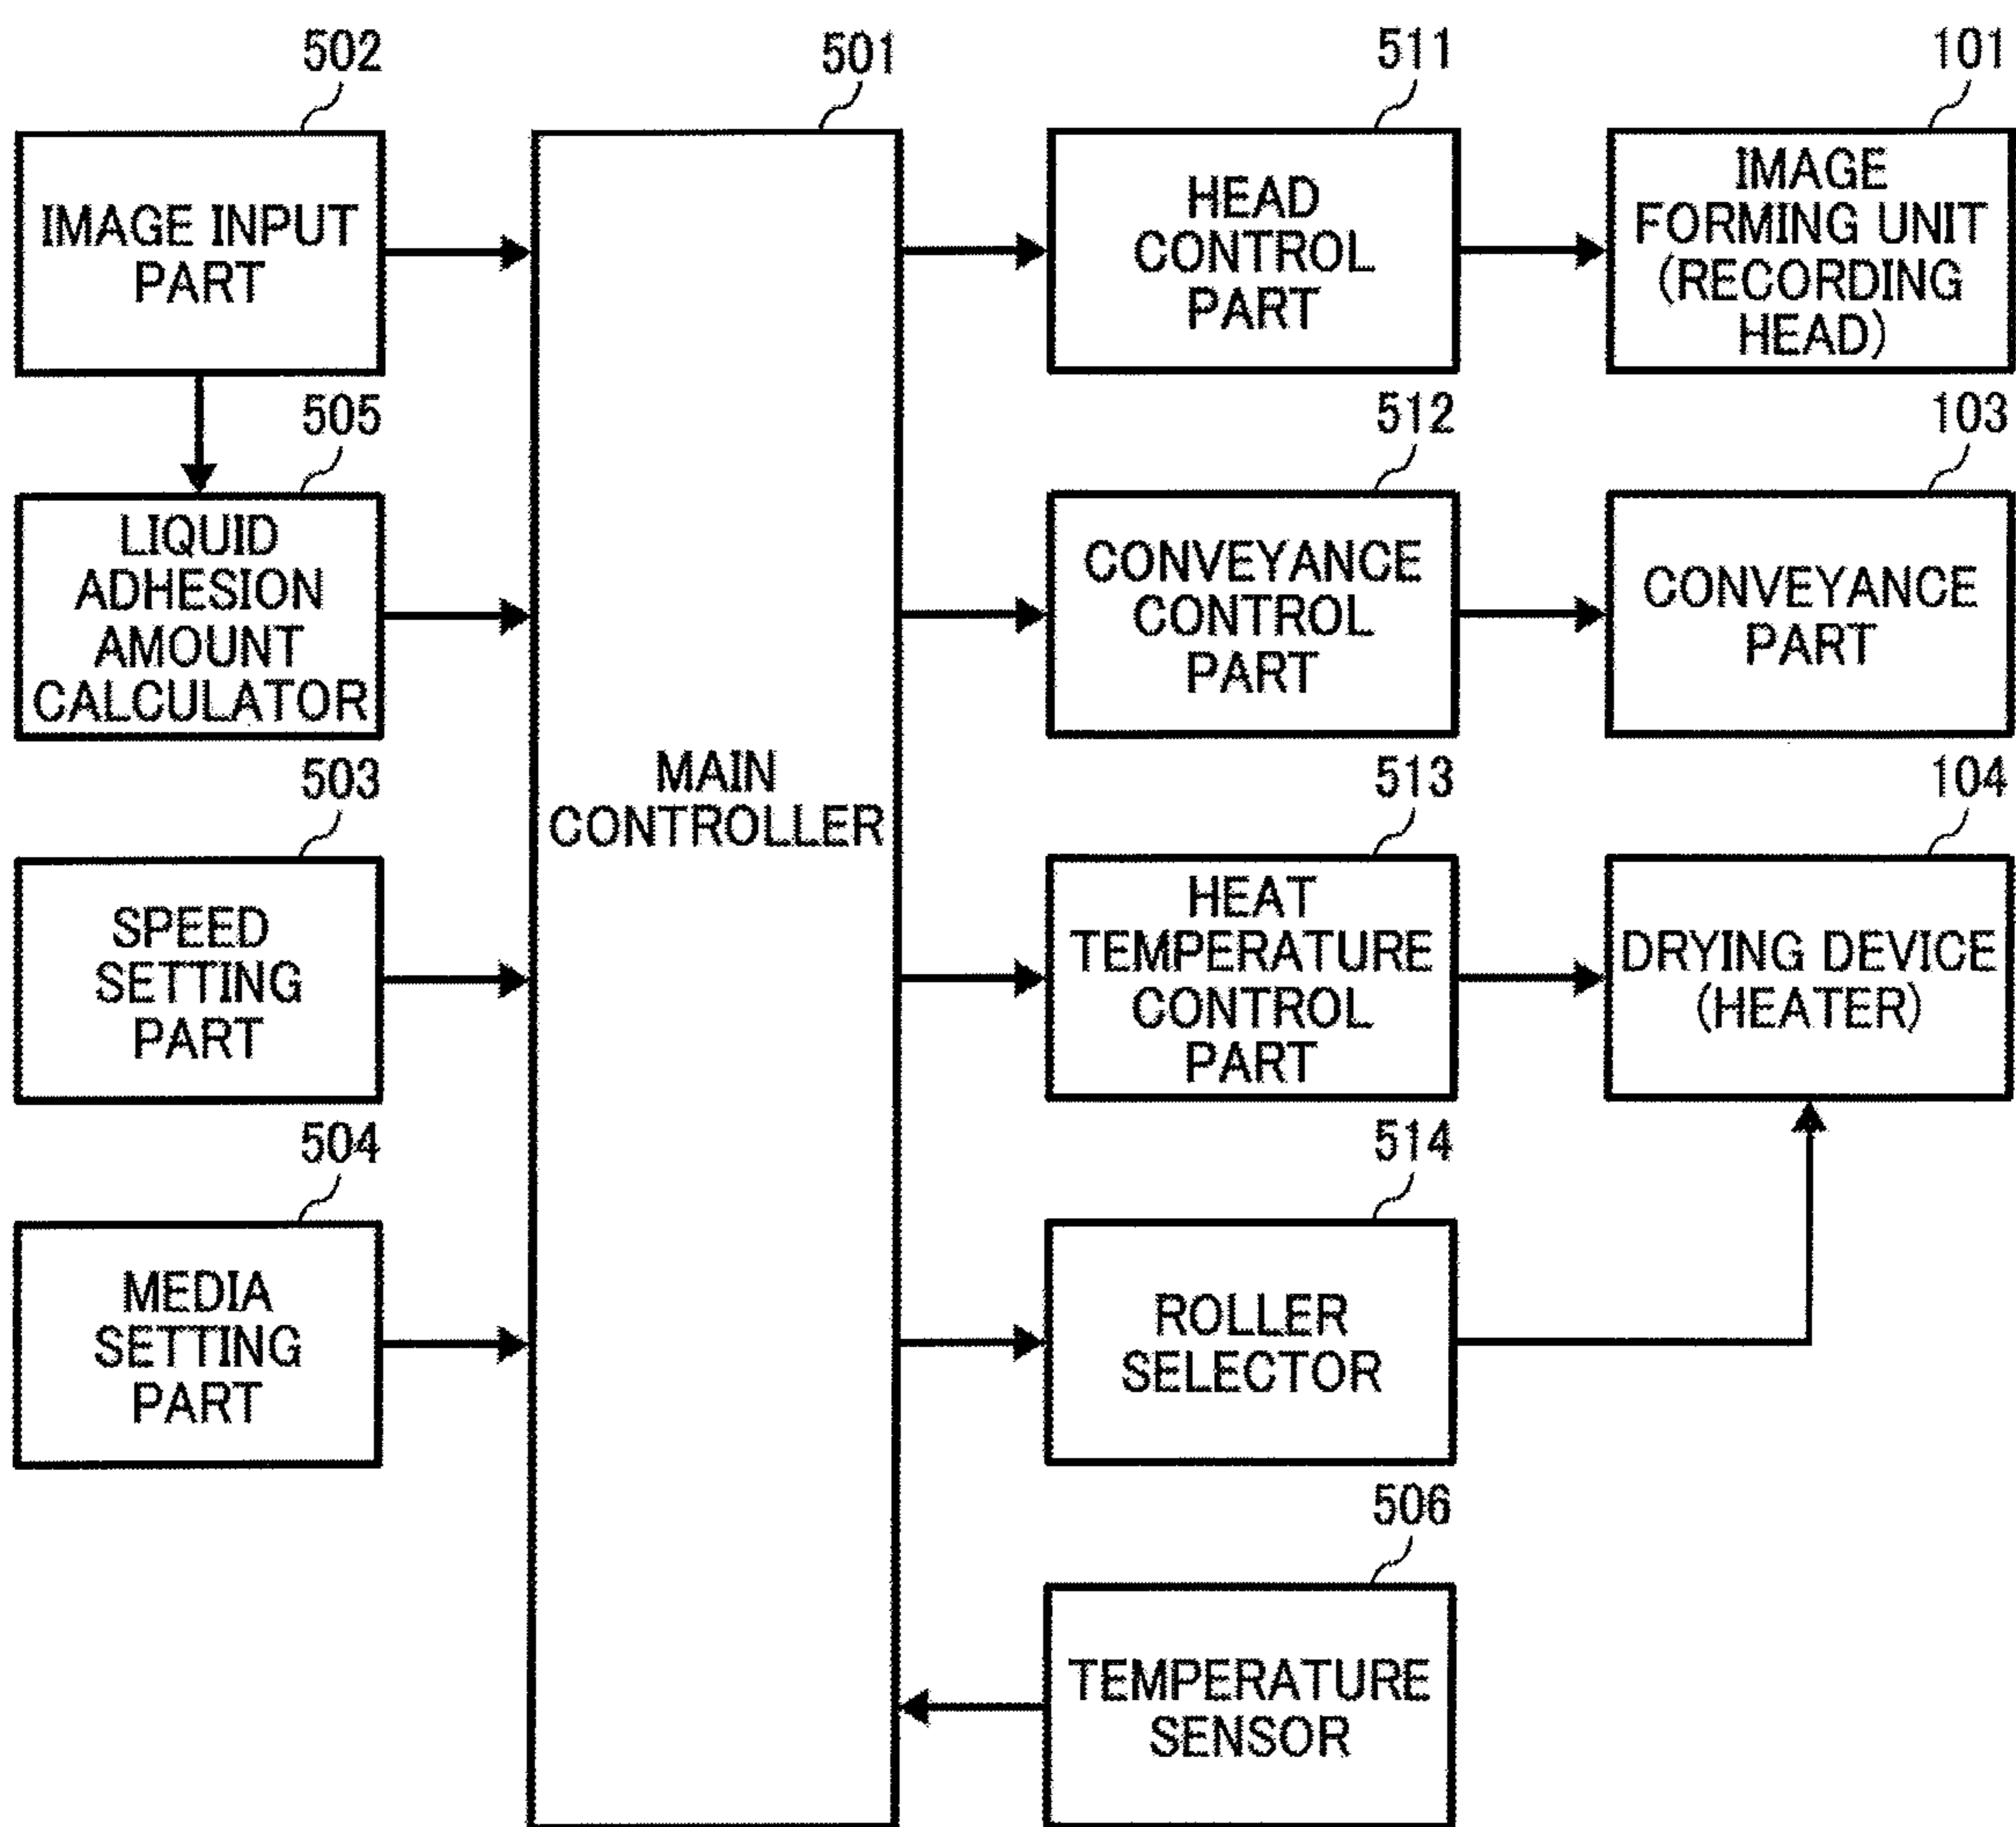 502
501
511
101
IMAGE INPUT
PART
HEAD
CONTROL
PART
IMAGE
FORMING UNIT
(RECORDING
HEAD)
505
512
103
LIQUID
ADHESION
AMOUNT
CALCULATOR
CONVEYANCE
CONTROL
PART
CONVEYANCE
PART
MAIN
CONTROLLER
503
513
104
SPEED
SETTING
PART
HEAT
TEMPERATURE
CONTROL
PART
DRYING DEVICE
(HEATER)
504
514
MEDIA
SETTING
PART
ROLLER
SELECTOR
506
TEMPERATURE
SENSOR